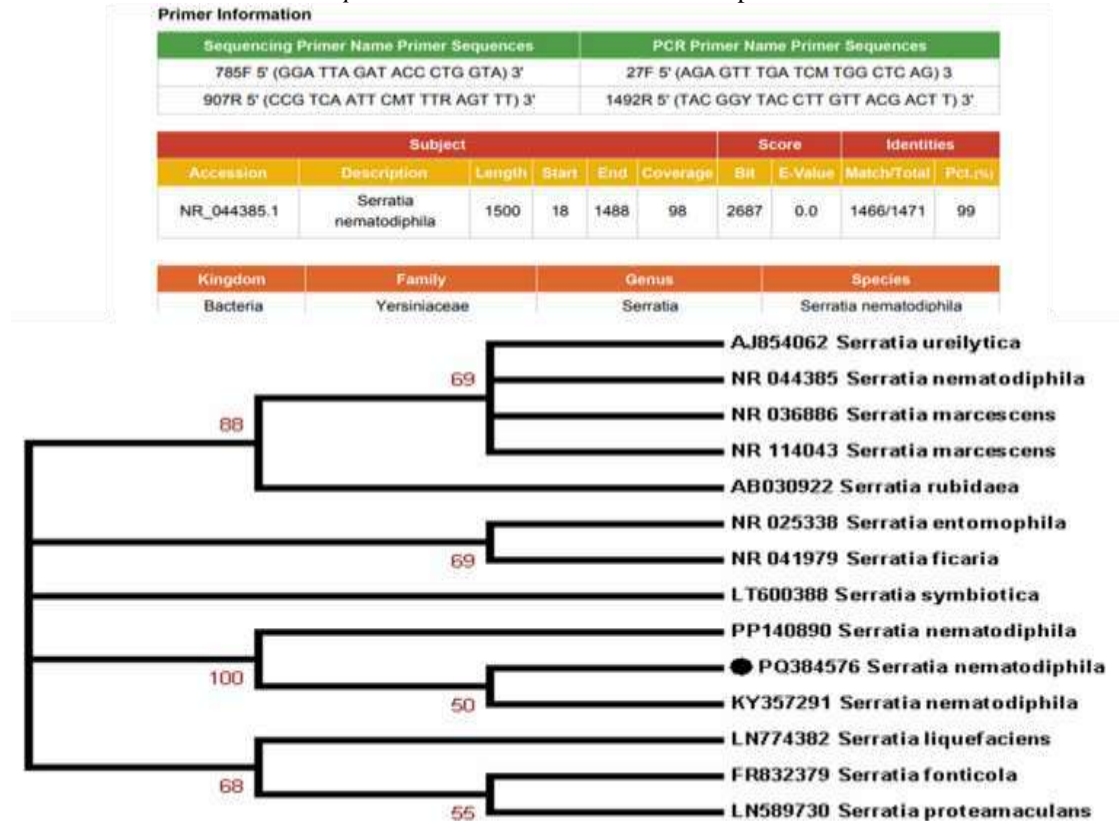 Primer Information
Sequencing Primer Name Primer Sequences PCR Primer Name Primer Sequences
785F 5' (GGA TTA GAT ACC CTG GTA) 3' 27F 5' (AGA GTT TGA TCM TGG CTC AG) 3
907R 5' (CCG TCA ATT CMT TTR AGT TT) 3' 1492R 5' (TAC GGY TAC CTT GTT ACG ACT T) 3'
Subject Score Identities
Accession Description Length Start End Coverage Bit E-Value Match/Total Pct.(%)
NR_044385.1 Serratia nematodiphila 1500 18 1488 98 2687 0.0 1466/1471 99
Kingdom Family Genus Species
Bacteria Yersiniaceae Serratia Serratia nematodiphila
AJ854062 Serratia ureilytica
69
NR 044385 Serratia nematodiphila
NR 036886 Serratia marcescens
88
NR 114043 Serratia marcescens
AB030922 Serratia rubidaea
NR 025338 Serratia entomophila
69
NR 041979 Serratia ficaria
LT600388 Serratia symbiotica
PP140890 Serratia nematodiphila
100
PQ384576 Serratia nematodiphila
50
KY357291 Serratia nematodiphila
LN774382 Serratia liquefaciens
68
FR832379 Serratia fonticola
55
LN589730 Serratia proteamaculans